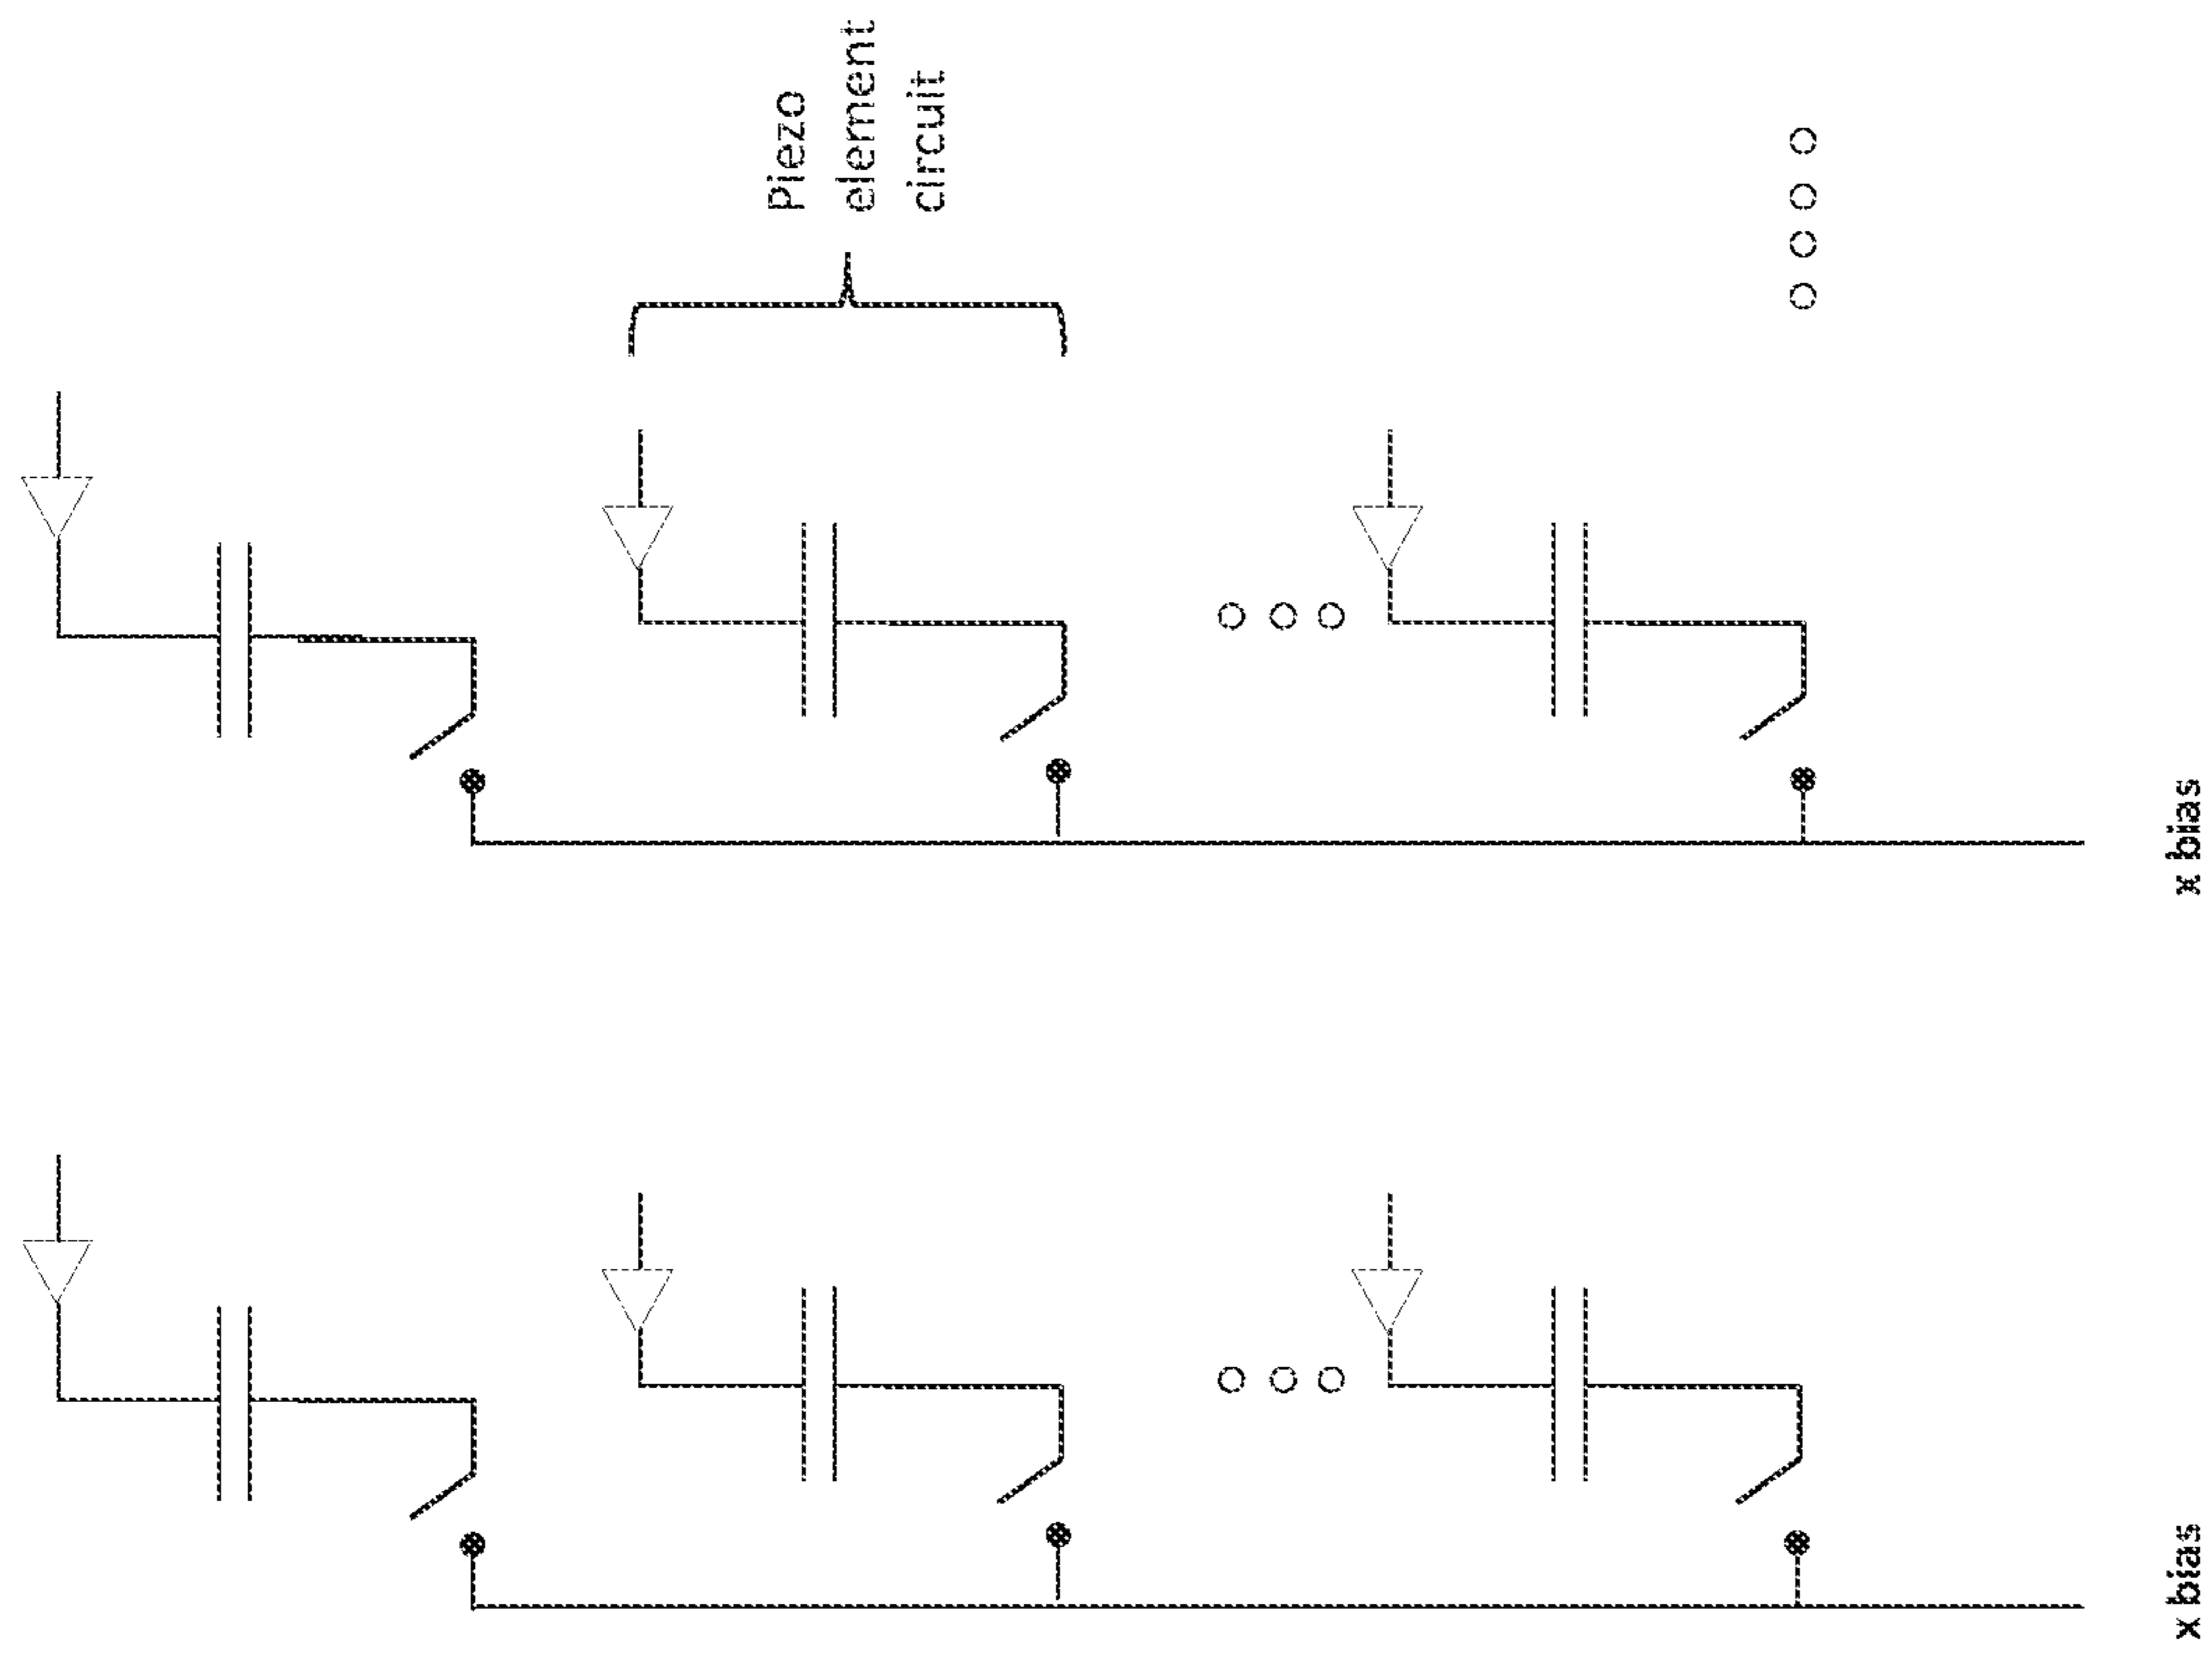 Piezo
element
circuit
x bias
x bias